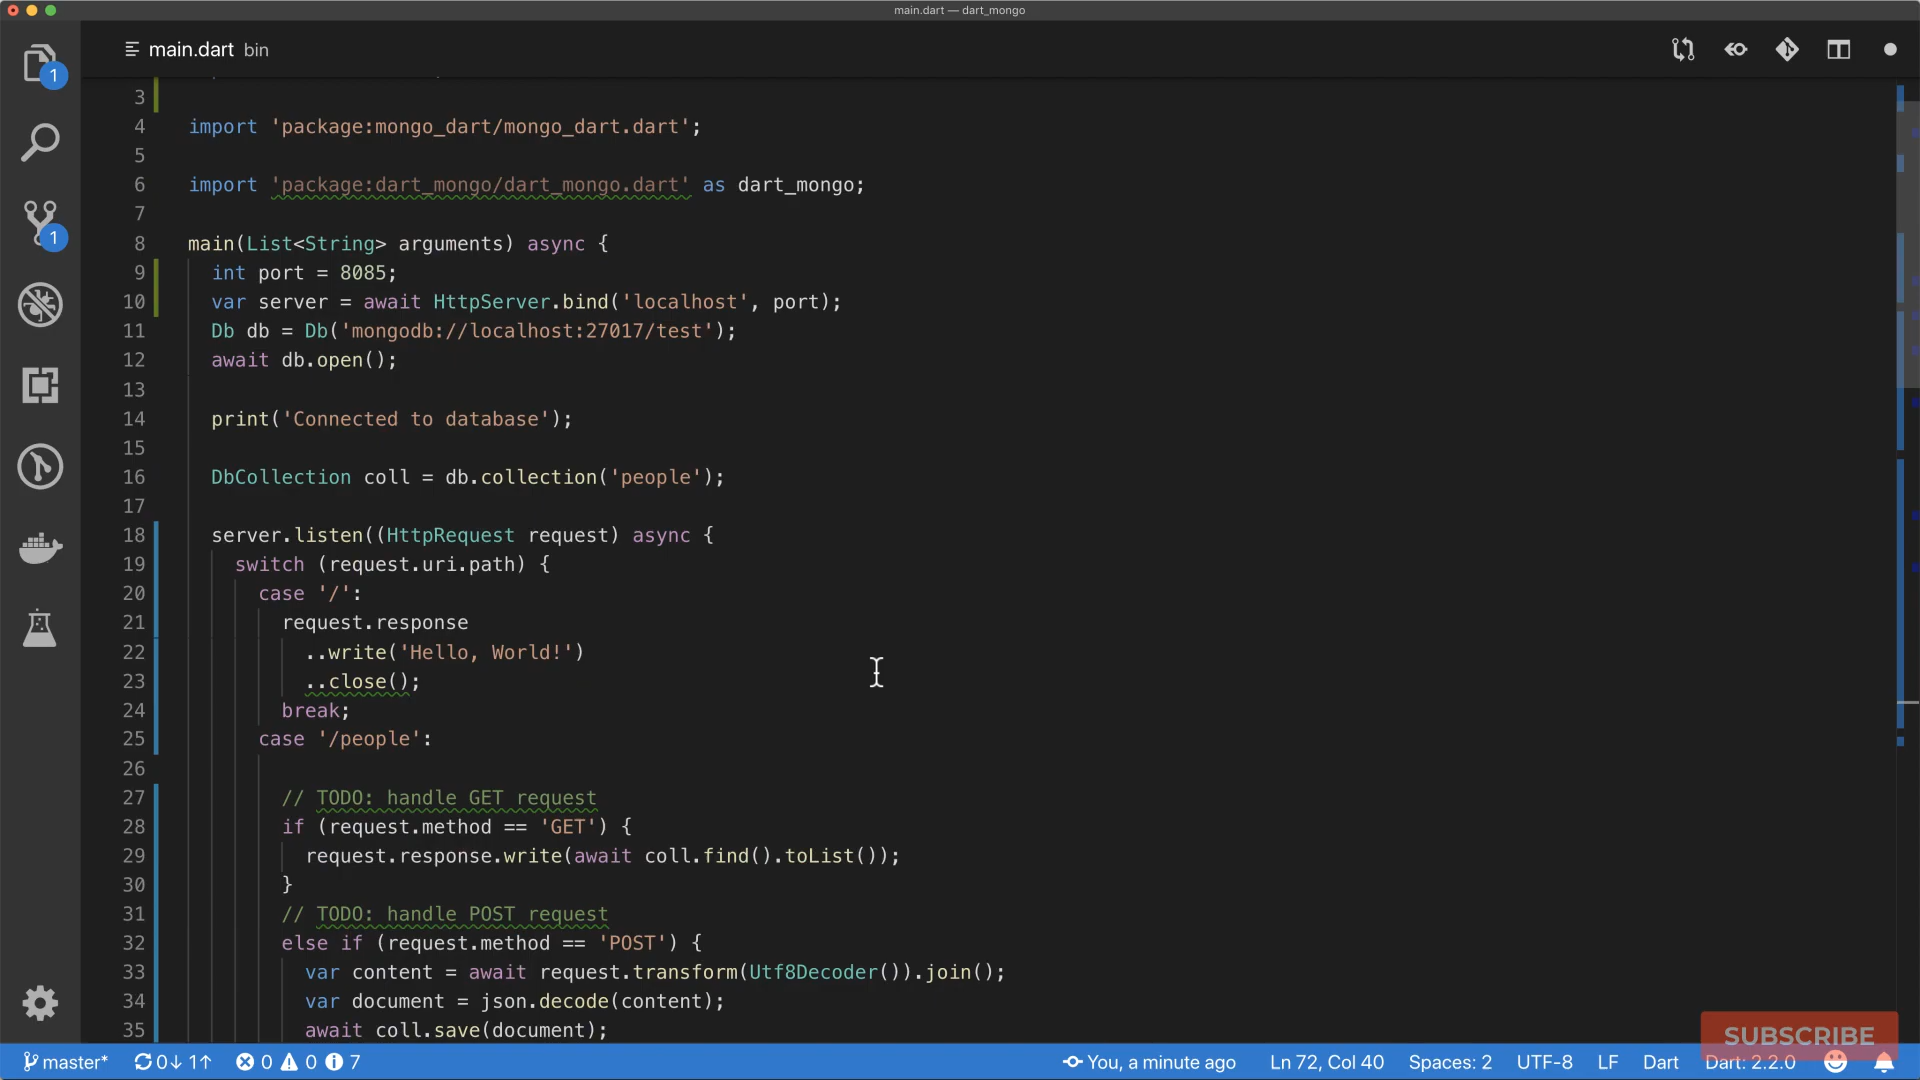 main.dart — dart_mongo
main.dart bin
1
1
3
4 import 'package:mongo_dart/mongo_dart.dart';
5
6 import 'package:dart_mongo/dart_mongo.dart' as dart_mongo;
7
8 main(List<String> arguments) async {
9 int port = 8085;
10 var server = await HttpServer.bind('localhost', port);
11 Db db = Db('mongodb://localhost:27017/test');
12 await db.open();
13
14 print('Connected to database');
15
16 DbCollection coll = db.collection('people');
17
18 server.listen((HttpRequest request) async {
19 switch (request.uri.path) {
20 case '/':
21 request.response
22 ..write('Hello, World!')
23 ..close();
24 break;
25 case '/people':
26
27 // TODO: handle GET request
28 if (request.method == 'GET') {
29 request.response.write(await coll.find().toList());
30 }
31 // TODO: handle POST request
32 else if (request.method == 'POST') {
33 var content = await request.transform(Utf8Decoder()).join();
34 var document = json.decode(content);
35 await coll.save(document);
SUBSCRIBE
master* 0↓ 1↑ 0 0 7 You, a minute ago Ln 72, Col 40 Spaces: 2 UTF-8 LF Dart Dart: 2.2.0